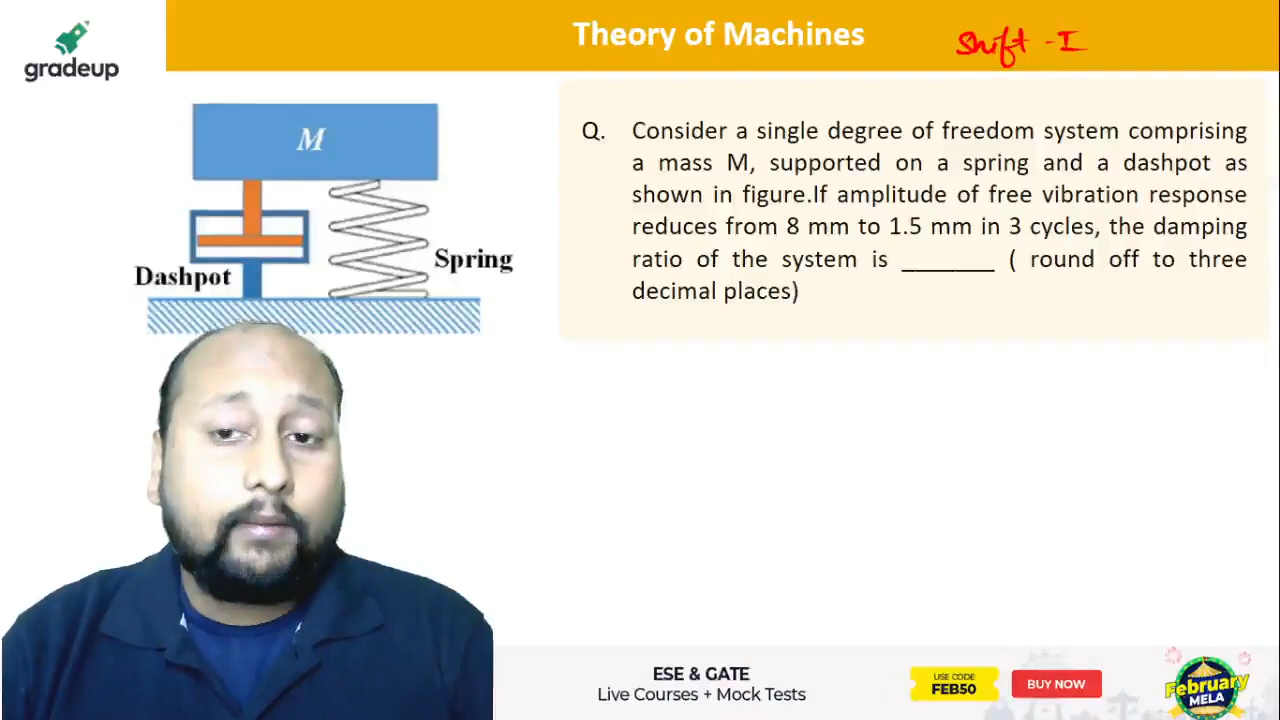 gradeup
Theory of Machines
Shift - I
M
Dashpot
Spring
Q. Consider a single degree of freedom system comprising
a mass M, supported on a spring and a dashpot as
shown in figure.If amplitude of free vibration response
reduces from 8 mm to 1.5 mm in 3 cycles, the damping
ratio of the system is _______ ( round off to three
decimal places)
ESE & GATE
Live Courses + Mock Tests
USE CODE
FEB50
BUY NOW
February
MELA